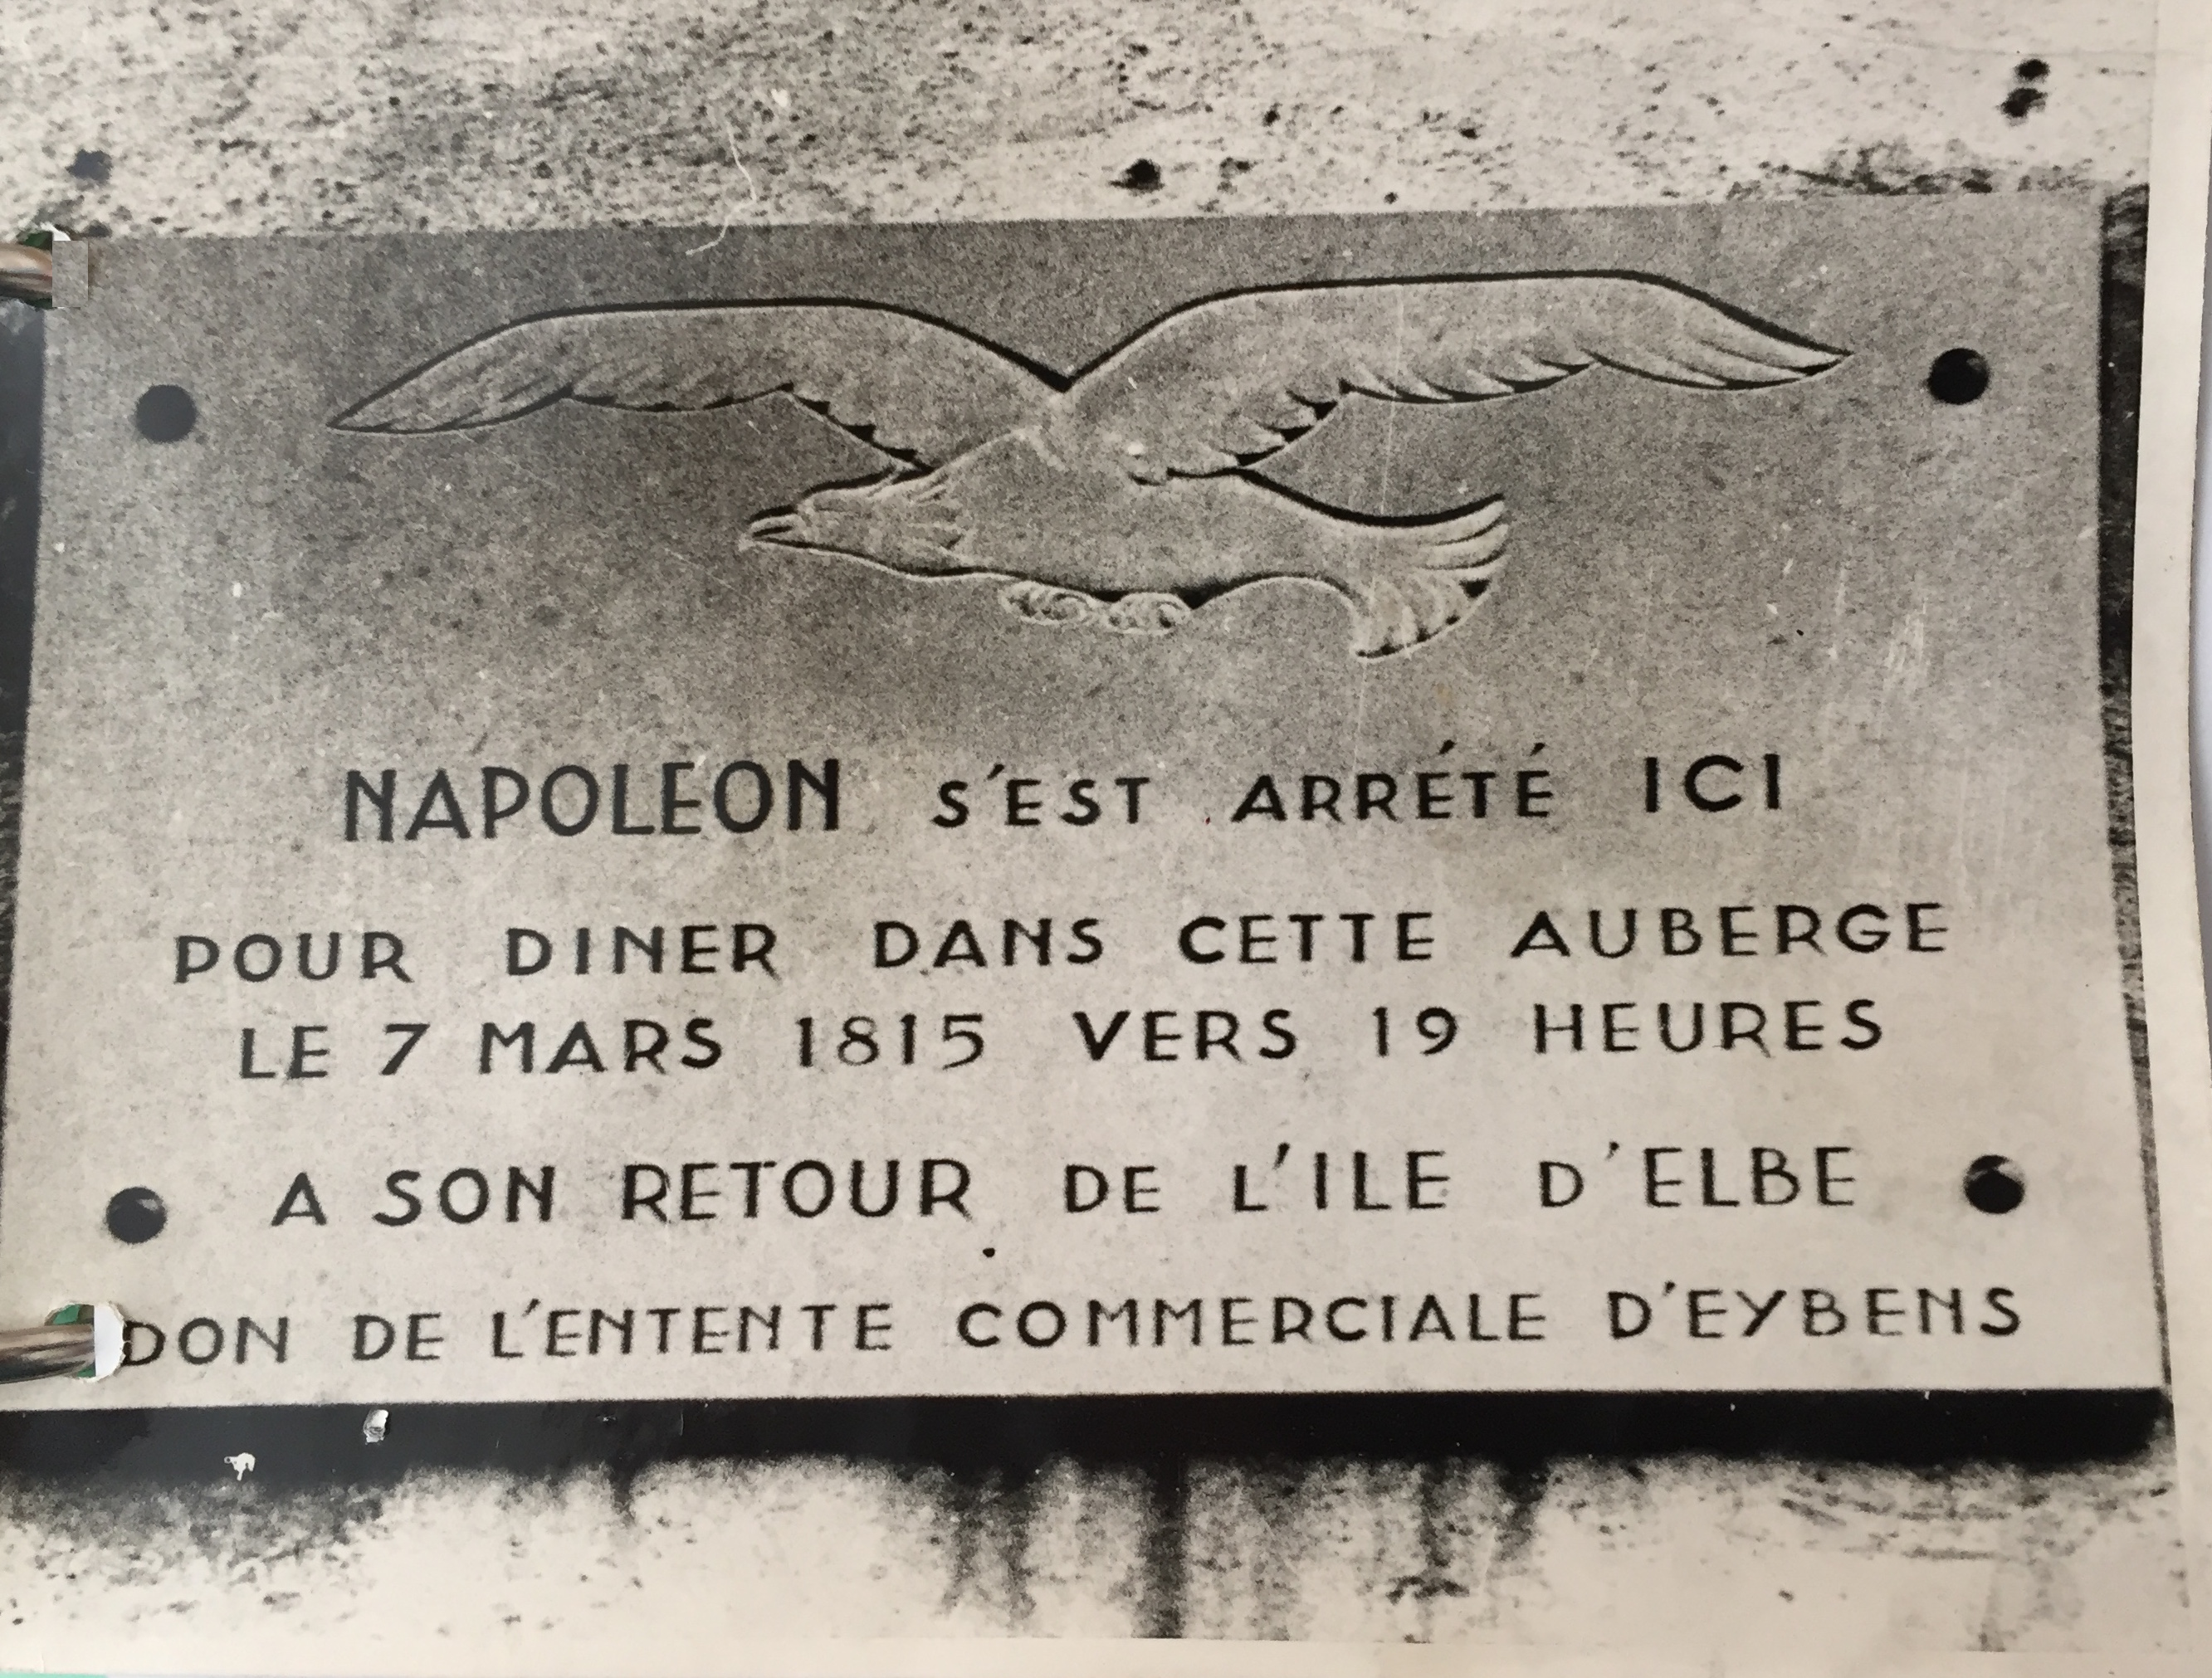 NAPOLEON S'EST ARRÉTÉ ICI
POUR DINER DANS CETTE AUBERGE
LE 7 MARS 1815 VERS 19 HEURES
A SON RETOUR DE L'ILE D'ELBE
DON DE L'ENTENTE COMMERCIALE D'EYBENS